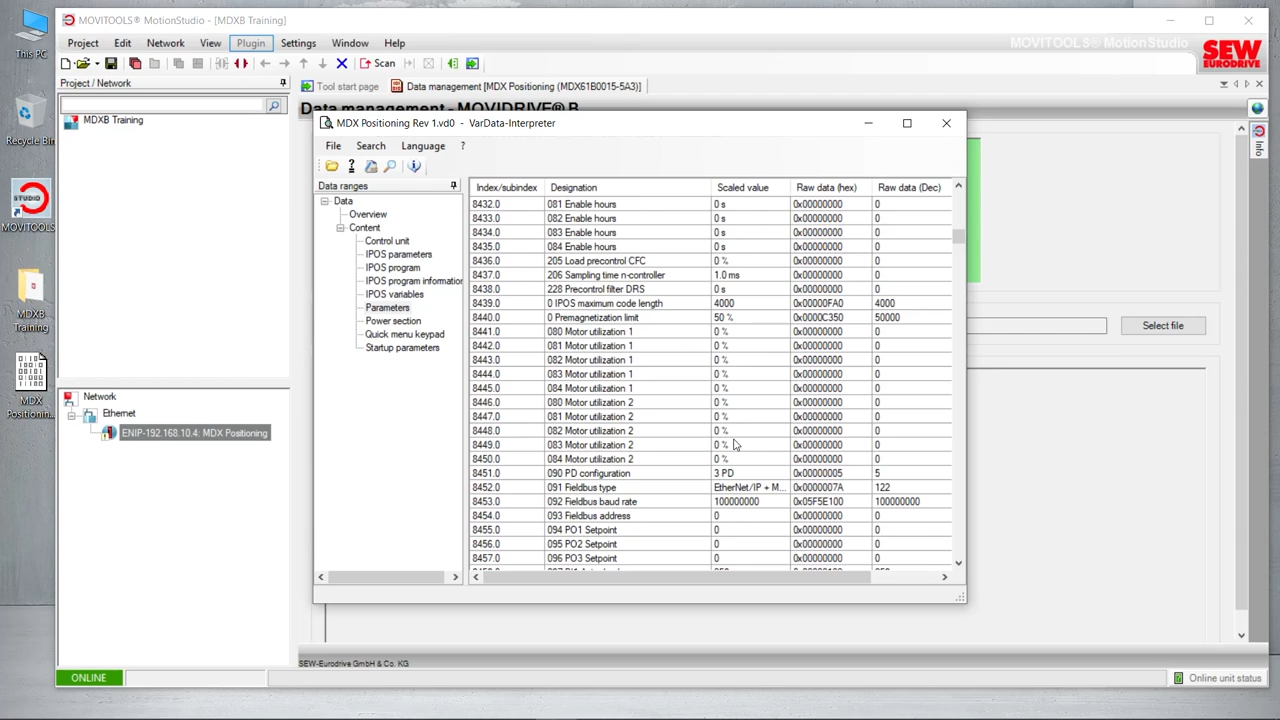 MOVITOOLS® MotionStudio - [MDXB Training]
Project Edit Network View Plugin Settings Window Help
MOVITOOLS® MotionStudio
SEW
EURODRIVE
Scan
This PC
Recycle Bin
STUDIO
MOVITOOLS
MDXB
Training
MDX
Positionin...
Project / Network
MDXB Training
Network
Ethernet
ENIP-192.168.10.4: MDX Positioning
Tool start page
Data management [MDX Positioning (MDX61B0015-5A3)]
Data management - MOVIDRIVE® B
Info
Select file
MDX Positioning Rev 1.vd0 - VarData-Interpreter
File Search Language ?
Data ranges
Data
Overview
Content
Control unit
IPOS parameters
IPOS program
IPOS program information
IPOS variables
Parameters
Power section
Quick menu keypad
Startup parameters
Index/subindex Designation Scaled value Raw data (hex) Raw data (Dec)
8432.0 081 Enable hours 0 s 0x00000000 0
8433.0 082 Enable hours 0 s 0x00000000 0
8434.0 083 Enable hours 0 s 0x00000000 0
8435.0 084 Enable hours 0 s 0x00000000 0
8436.0 205 Load precontrol CFC 0 % 0x00000000 0
8437.0 206 Sampling time n-controller 1.0 ms 0x00000000 0
8438.0 228 Precontrol filter DRS 0 s 0x00000000 0
8439.0 0 IPOS maximum code length 4000 0x00000FA0 4000
8440.0 0 Premagnetization limit 50 % 0x0000C350 50000
8441.0 080 Motor utilization 1 0 % 0x00000000 0
8442.0 081 Motor utilization 1 0 % 0x00000000 0
8443.0 082 Motor utilization 1 0 % 0x00000000 0
8444.0 083 Motor utilization 1 0 % 0x00000000 0
8445.0 084 Motor utilization 1 0 % 0x00000000 0
8446.0 080 Motor utilization 2 0 % 0x00000000 0
8447.0 081 Motor utilization 2 0 % 0x00000000 0
8448.0 082 Motor utilization 2 0 % 0x00000000 0
8449.0 083 Motor utilization 2 0 % 0x00000000 0
8450.0 084 Motor utilization 2 0 % 0x00000000 0
8451.0 090 PD configuration 3 PD 0x00000005 5
8452.0 091 Fieldbus type EtherNet/IP + M... 0x0000007A 122
8453.0 092 Fieldbus baud rate 100000000 0x05F5E100 100000000
8454.0 093 Fieldbus address 0 0x00000000 0
8455.0 094 PO1 Setpoint 0 0x00000000 0
8456.0 095 PO2 Setpoint 0 0x00000000 0
8457.0 096 PO3 Setpoint 0 0x00000000 0
SEW-Eurodrive GmbH & Co. KG
ONLINE
Online unit status